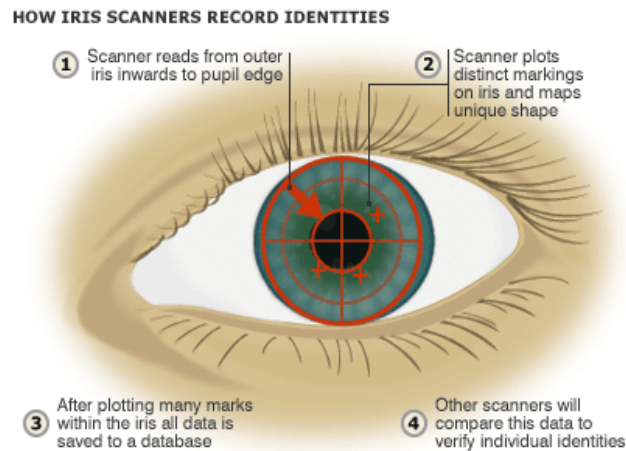 HOW IRIS SCANNERS RECORD IDENTITIES
1
Scanner reads from outer
iris inwards to pupil edge
2
Scanner plots
distinct markings
on iris and maps
unique shape
3
After plotting many marks
within the iris all data is
saved to a database
4
Other scanners will
compare this data to
verify individual identities